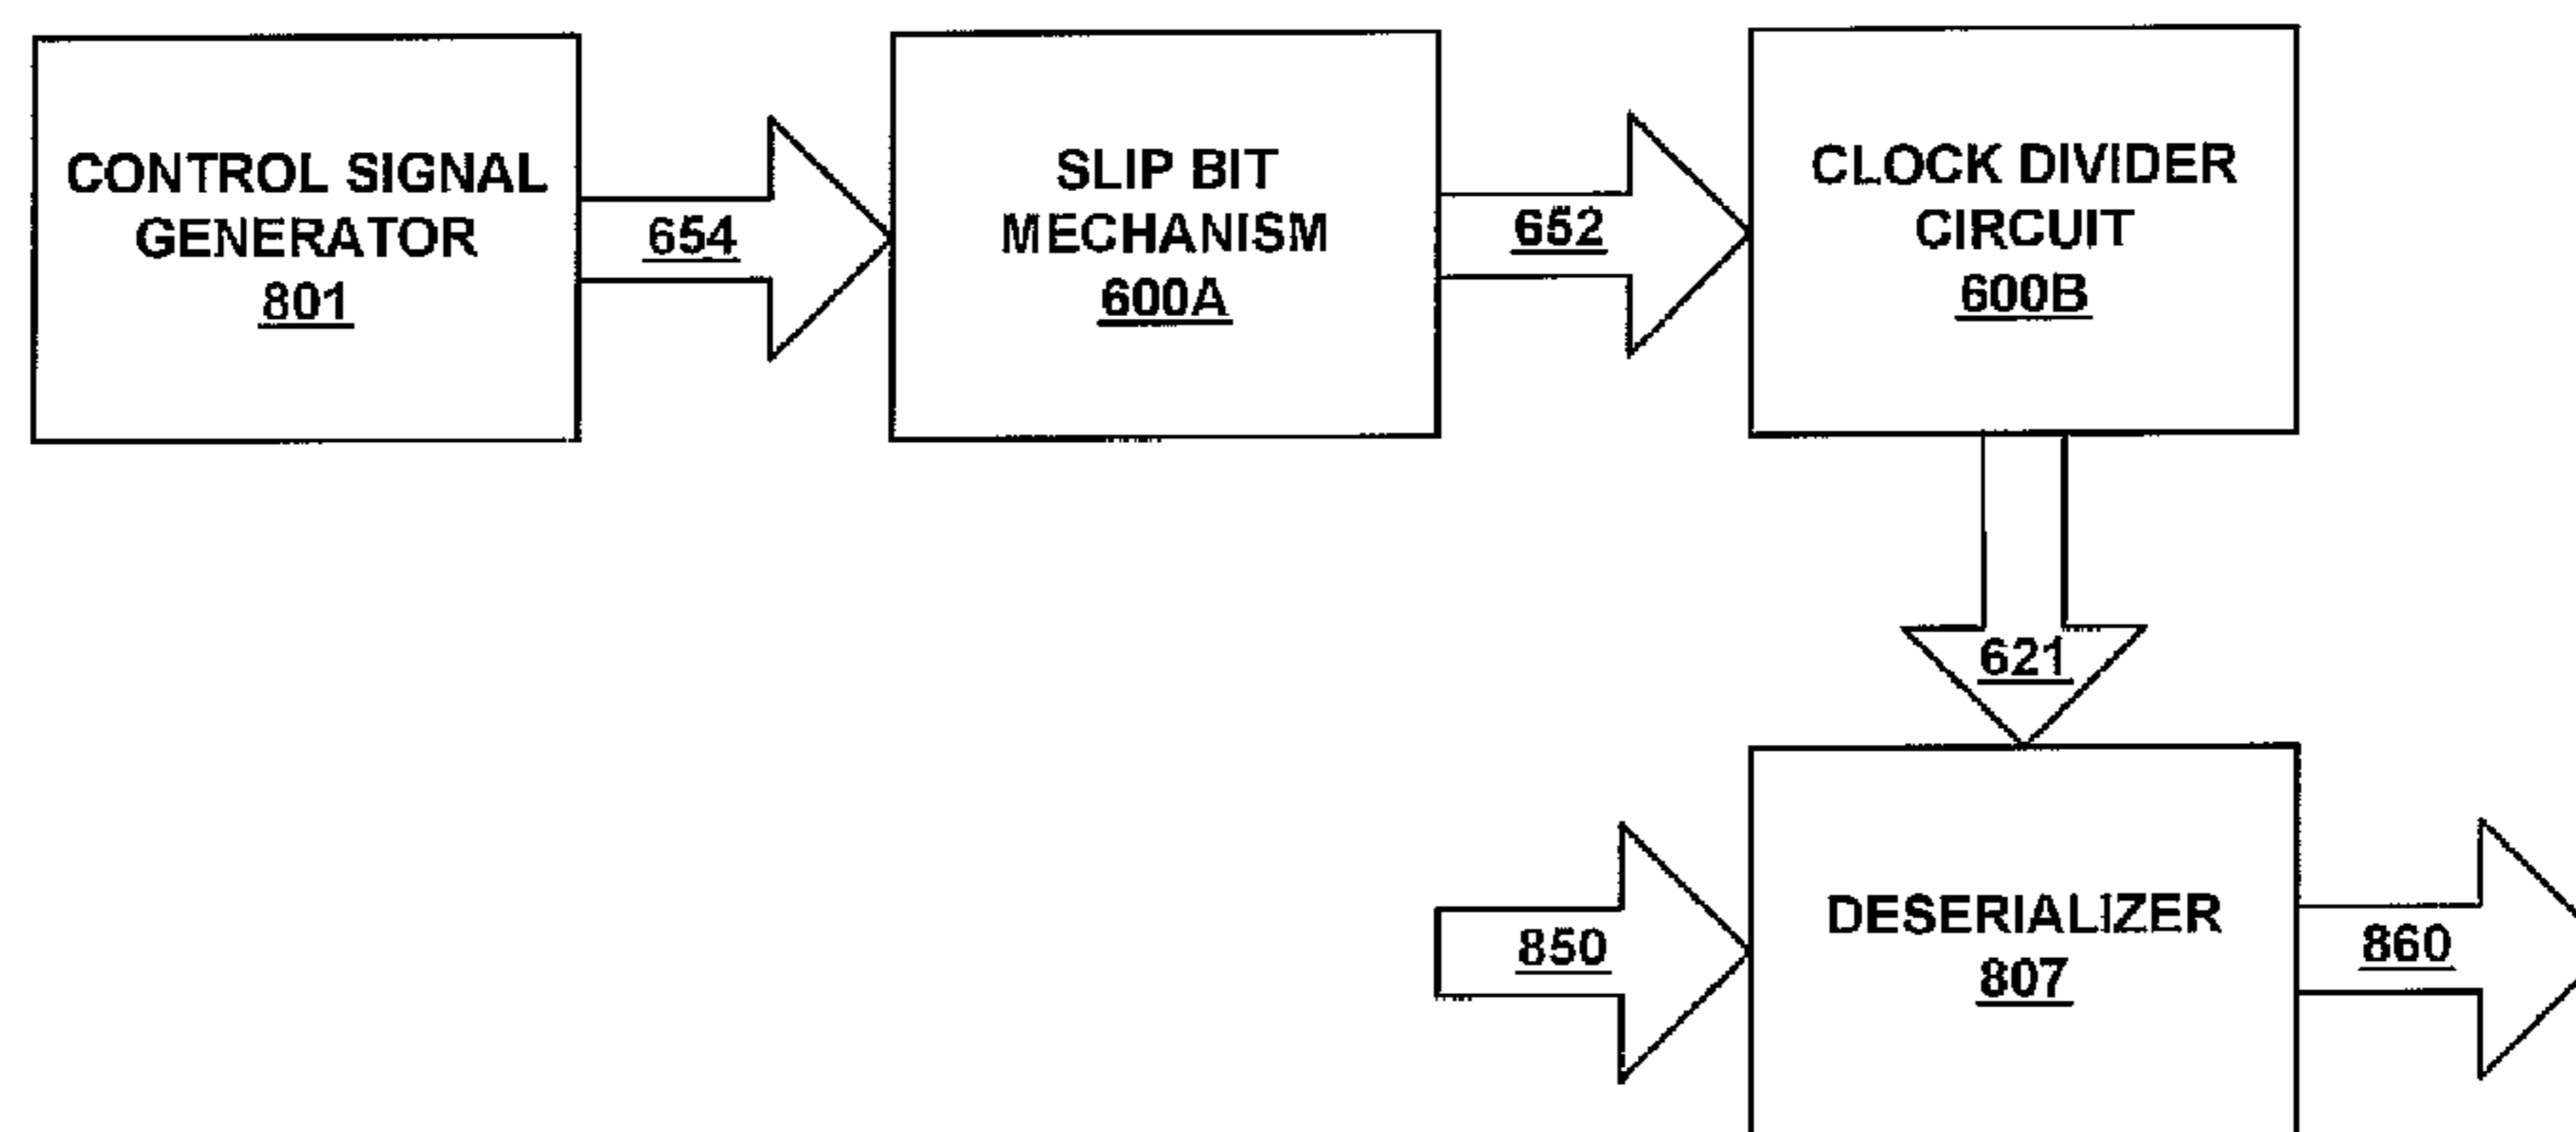 CONTROL SIGNAL
GENERATOR
801
654
SLIP BIT
MECHANISM
600A
652
CLOCK DIVIDER
CIRCUIT
600B
621
850
DESERIALIZER
807
860